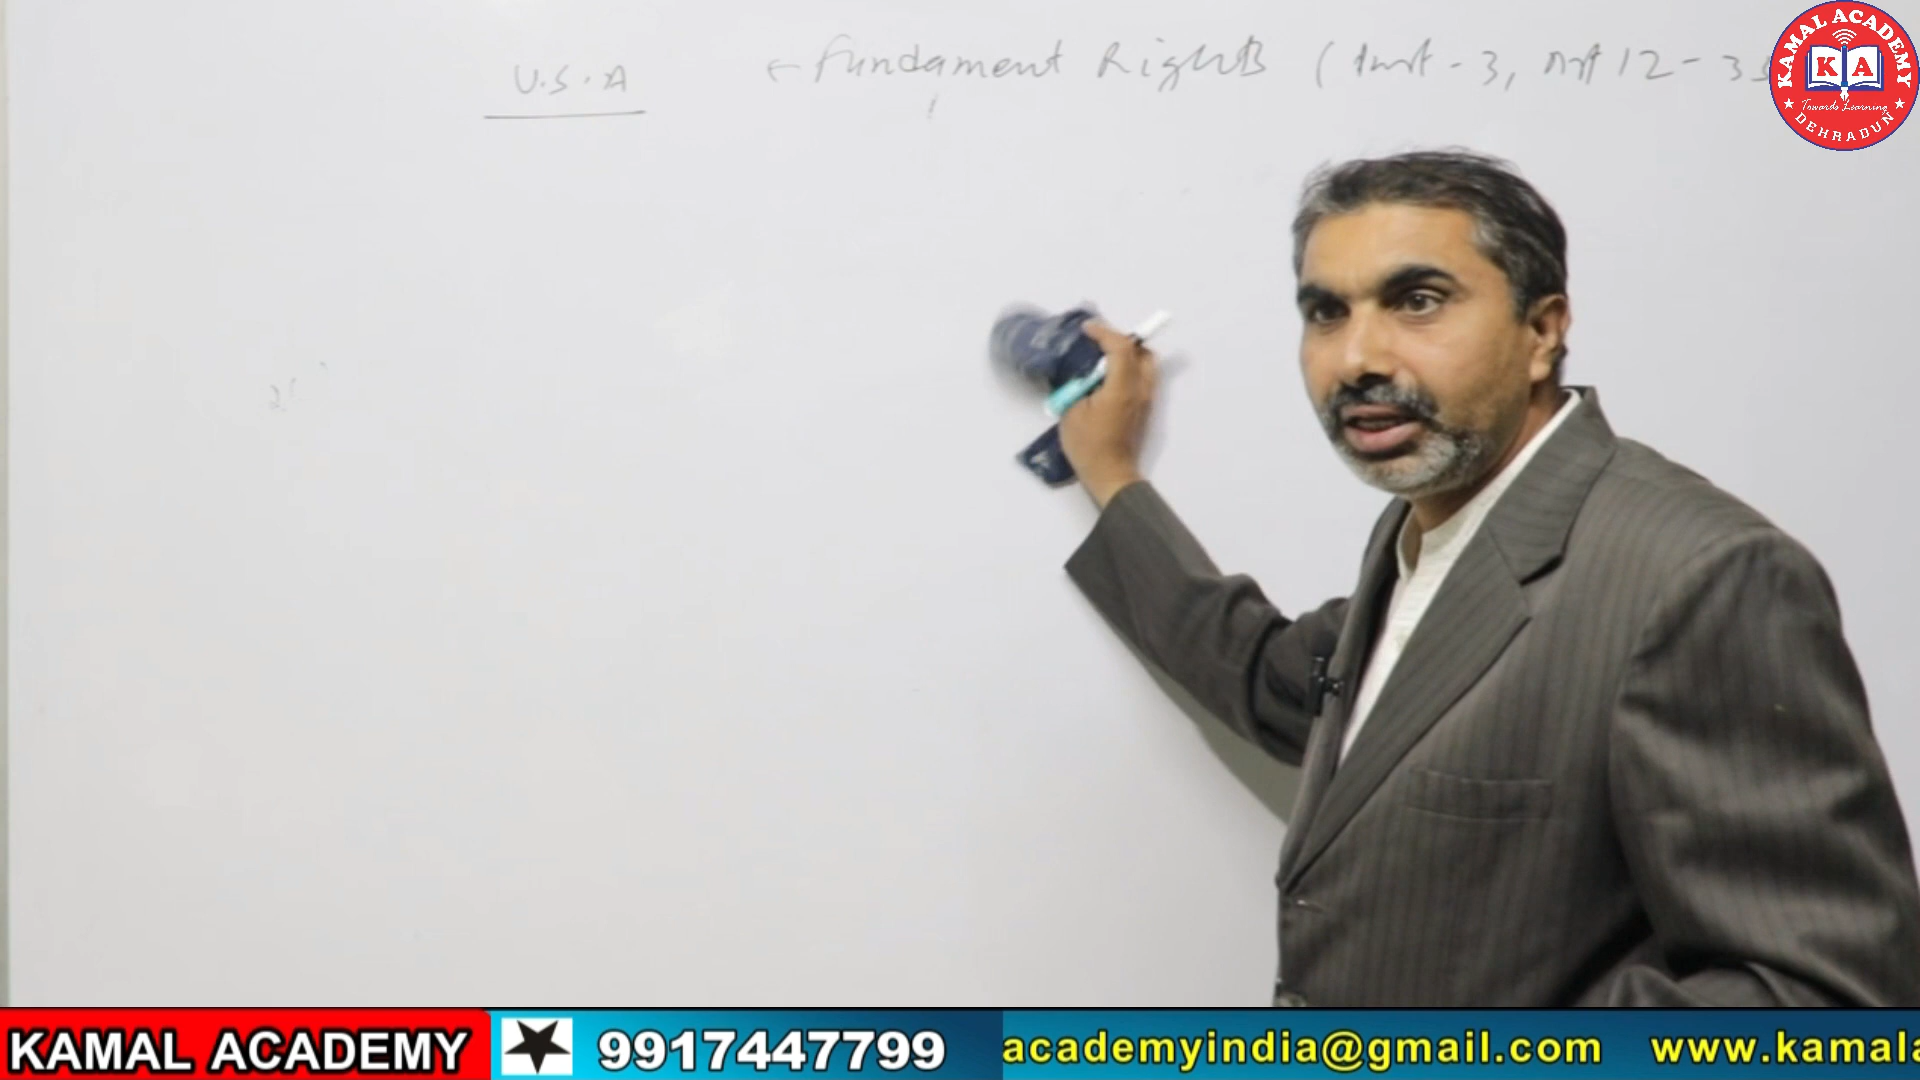 U.S.A ← Fundament Rights (Part - 3, Art 12 - 35
KAMAL ACADEMY
KA
Towards Learning
DEHRADUN
KAMAL ACADEMY 9917447799 academyindia@gmail.com www.kamala